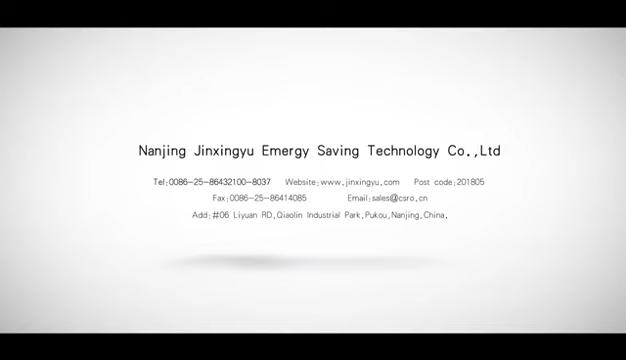 Nanjing Jinxingyu Emergy Saving Technology Co.,Ltd
Tel:0086-25-86432100-8037 Website:www.jinxingyu.com Post code:201805
Fax:0086-25-86414085 Email:sales@csro.cn
Add:#06 Liyuan RD,Qiaolin Industrial Park,Pukou,Nanjing,China.